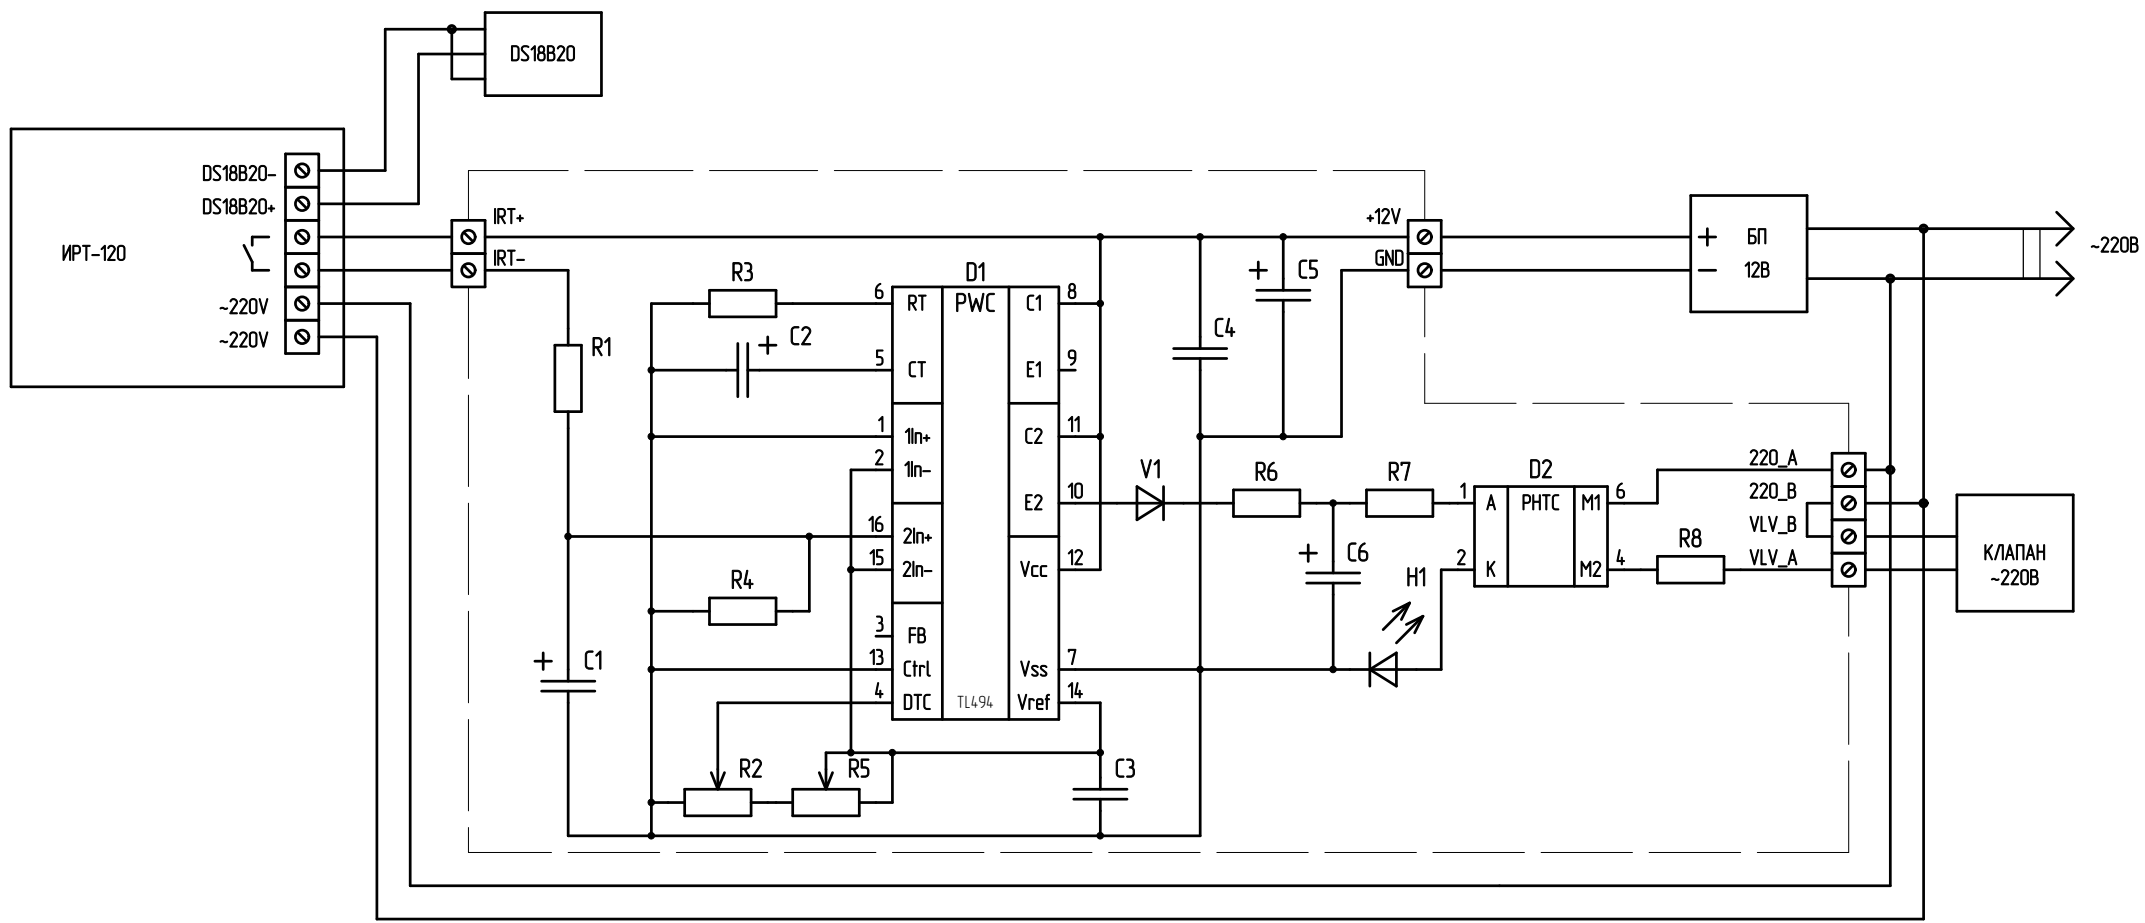 DS18B20
ИРТ-120
DS18B20-
DS18B20+
~220V
~220V
IRT+
IRT-
+12V
GND
+
-
БП
12В
~220В
R1
+
C1
R3
C2
+
R4
R2
R5
C3
D1
PWC
TL494
6
RT
5
CT
1
1In+
2
1In-
16
2In+
15
2In-
3
FB
13
Ctrl
4
DTC
C1
8
E1
9
C2
11
E2
10
Vcc
12
Vss
7
Vref
14
C4
+
C5
V1
R6
R7
+
C6
H1
D2
1
A
2
K
РНТС
M1
6
M2
4
R8
220_A
220_B
VLV_B
VLV_A
КЛАПАН
~220В